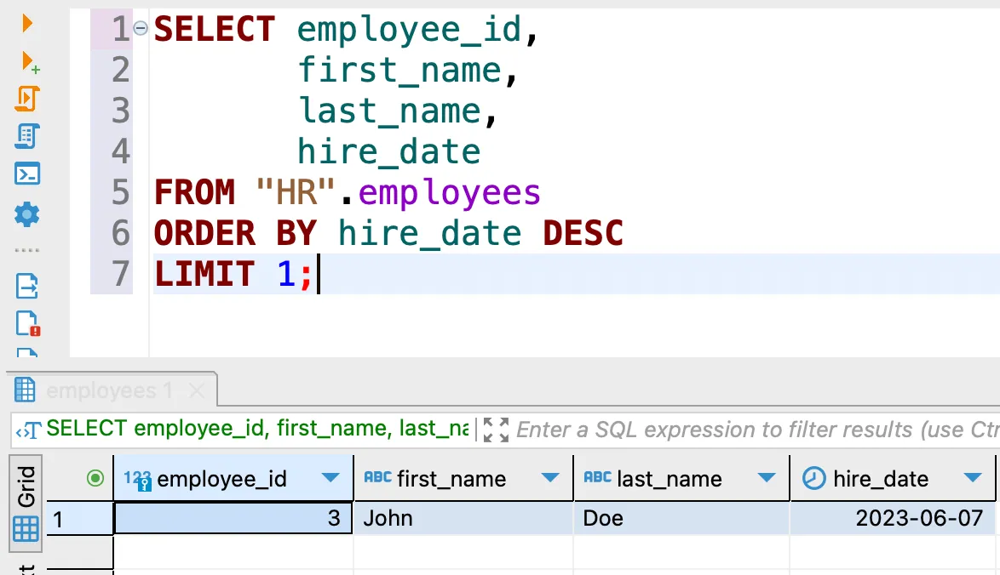 1 SELECT employee_id,
2 first_name,
3 last_name,
4 hire_date
5 FROM "HR".employees
6 ORDER BY hire_date DESC
7 LIMIT 1;
employees 1
SELECT employee_id, first_name, last_na Enter a SQL expression to filter results (use Ctr
Grid
123 employee_id ABC first_name ABC last_name hire_date
1 3 John Doe 2023-06-07